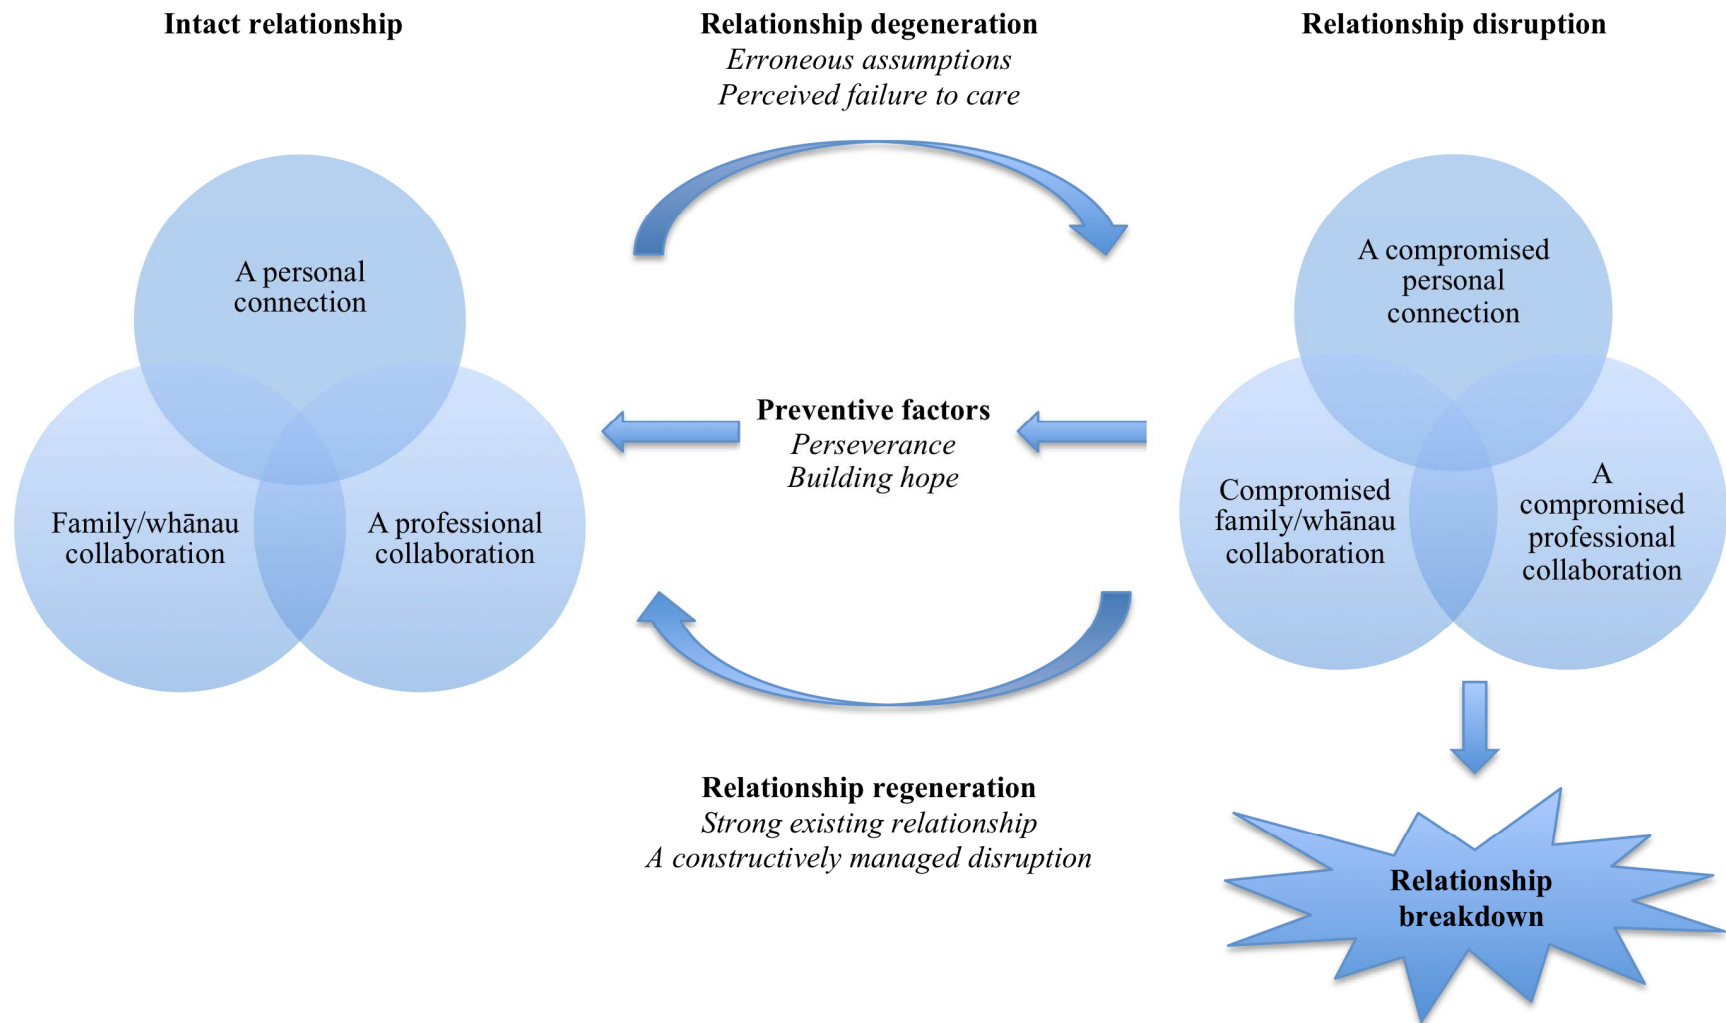 Intact relationship
Relationship degeneration
Erroneous assumptions
Perceived failure to care
Relationship disruption
A personal
connection
Family/whānau
collaboration
A professional
collaboration
Preventive factors
Perseverance
Building hope
A compromised
personal
connection
Compromised
family/whānau
collaboration
A
compromised
professional
collaboration
Relationship regeneration
Strong existing relationship
A constructively managed disruption
Relationship
breakdown